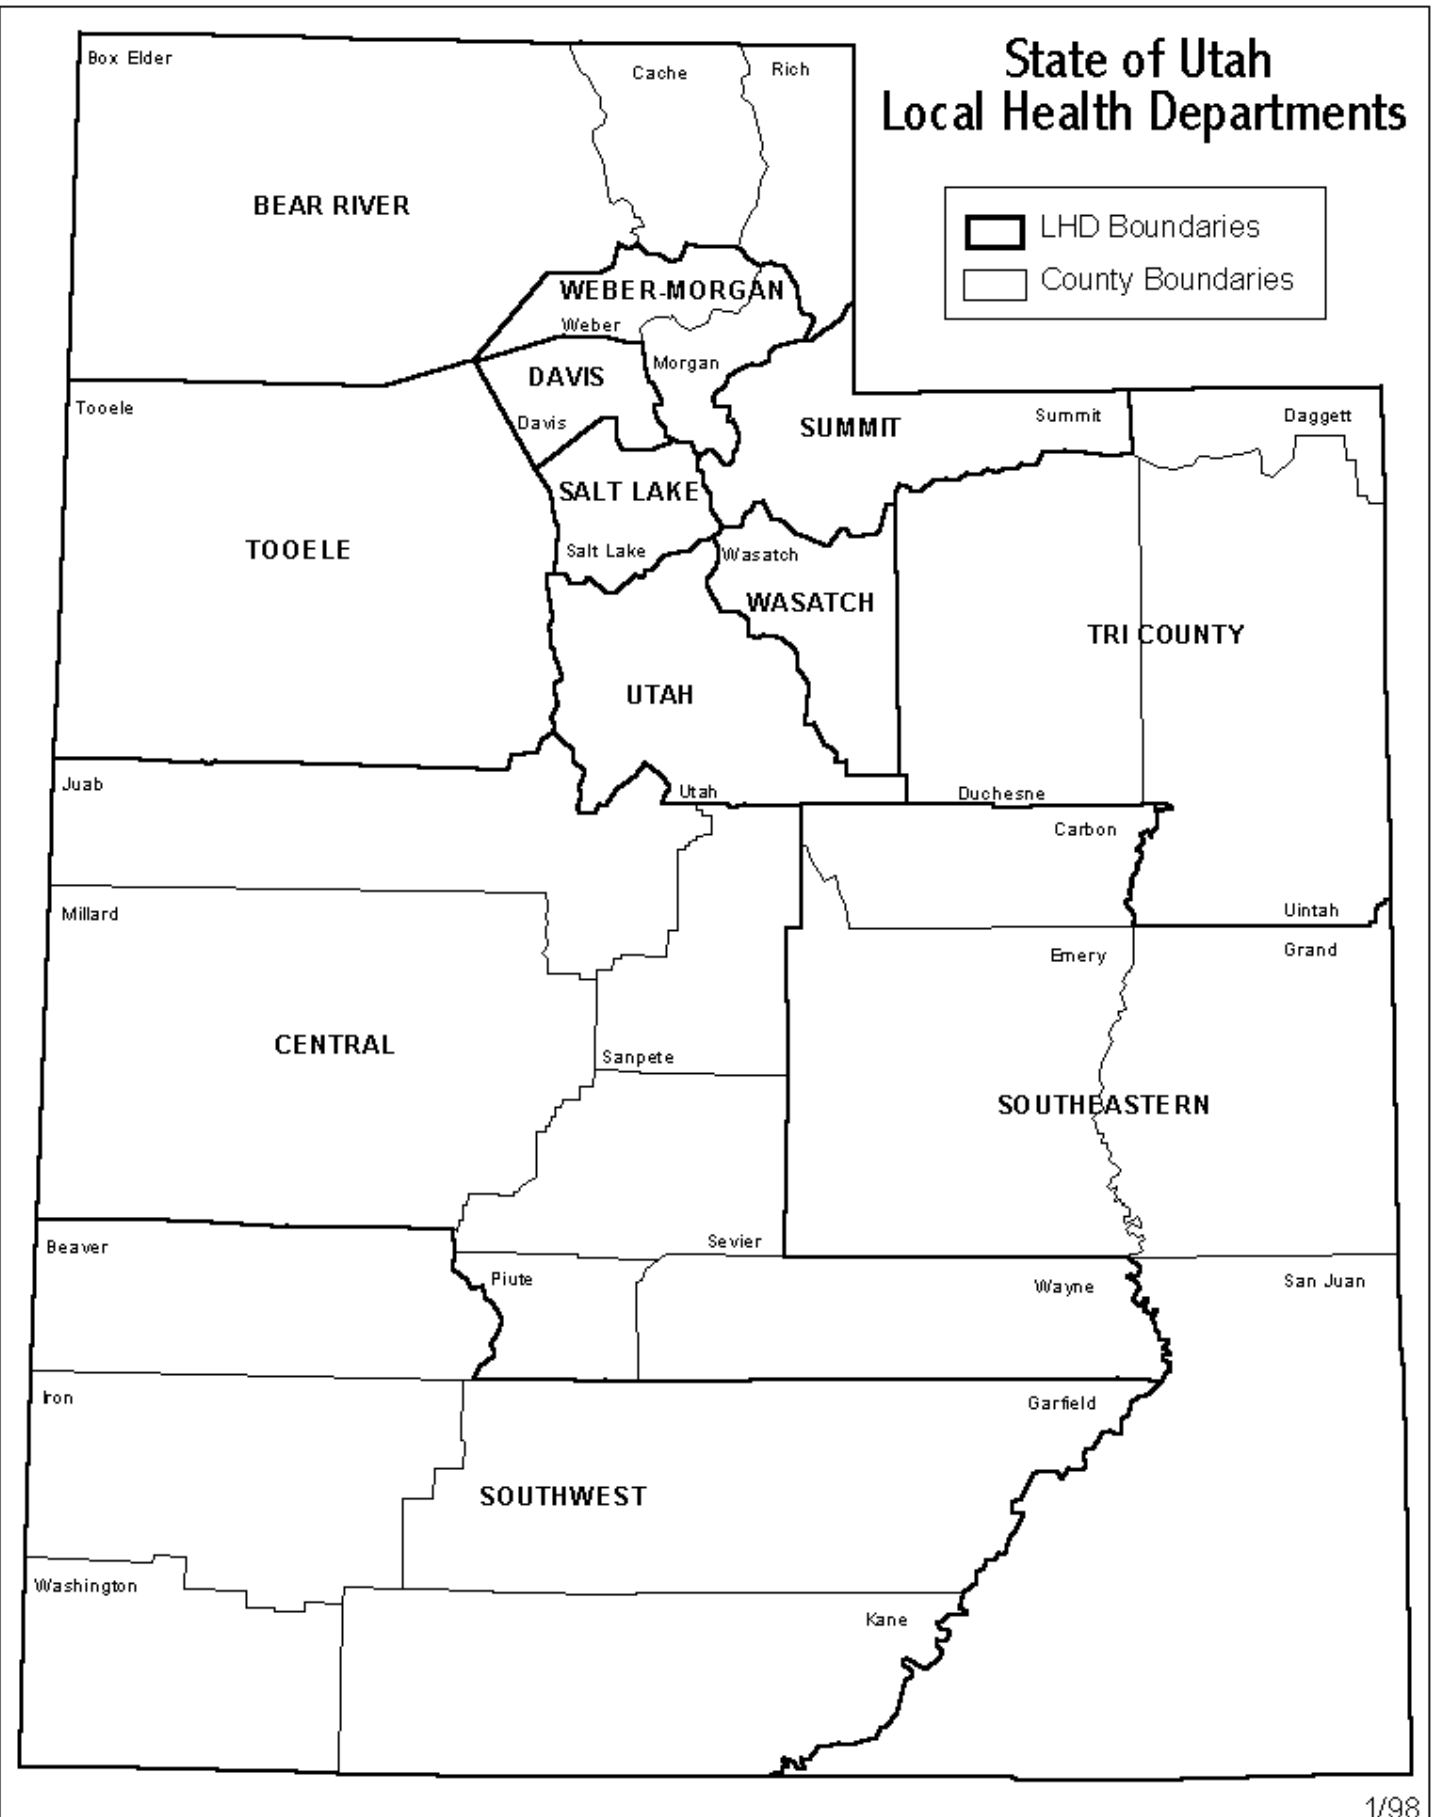 State of Utah
Local Health Departments
LHD Boundaries
County Boundaries
Box Elder
Cache
Rich
BEAR RIVER
WEBER-MORGAN
Weber
Morgan
DAVIS
Davis
Tooele
SUMMIT
Summit
Daggett
SALT LAKE
Salt Lake
TOOELE
Wasatch
WASATCH
TRI COUNTY
UTAH
Utah
Juab
Duchesne
Carbon
Millard
Uintah
Emery
Grand
CENTRAL
Sanpete
SOUTHEASTERN
Beaver
Sevier
Piute
Wayne
San Juan
Iron
Garfield
SOUTHWEST
Washington
Kane
1/98